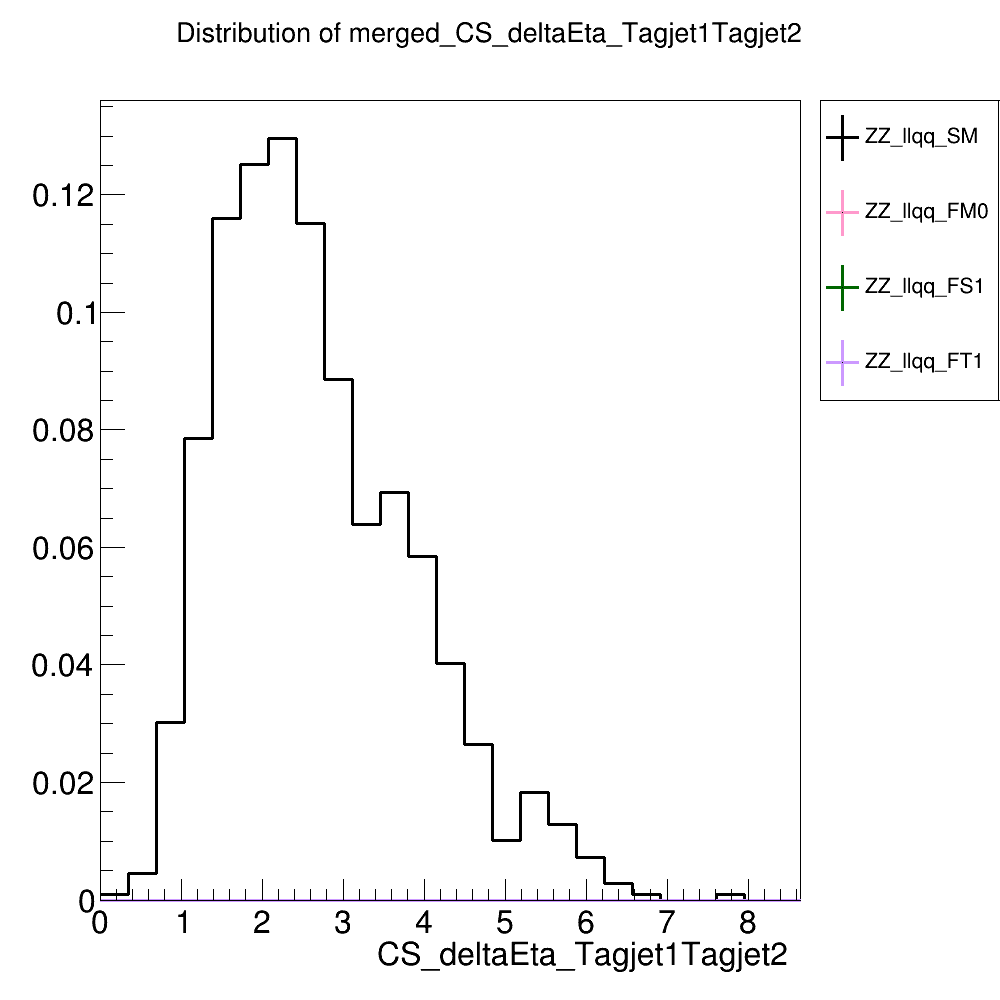 Distribution of merged_CS_deltaEta_Tagjet1Tagjet2
ZZ_llqq_SM
ZZ_llqq_FM0
ZZ_llqq_FS1
ZZ_llqq_FT1
0.12
0.1
0.08
0.06
0.04
0.02
0
0 1 2 3 4 5 6 7 8
CS_deltaEta_Tagjet1Tagjet2